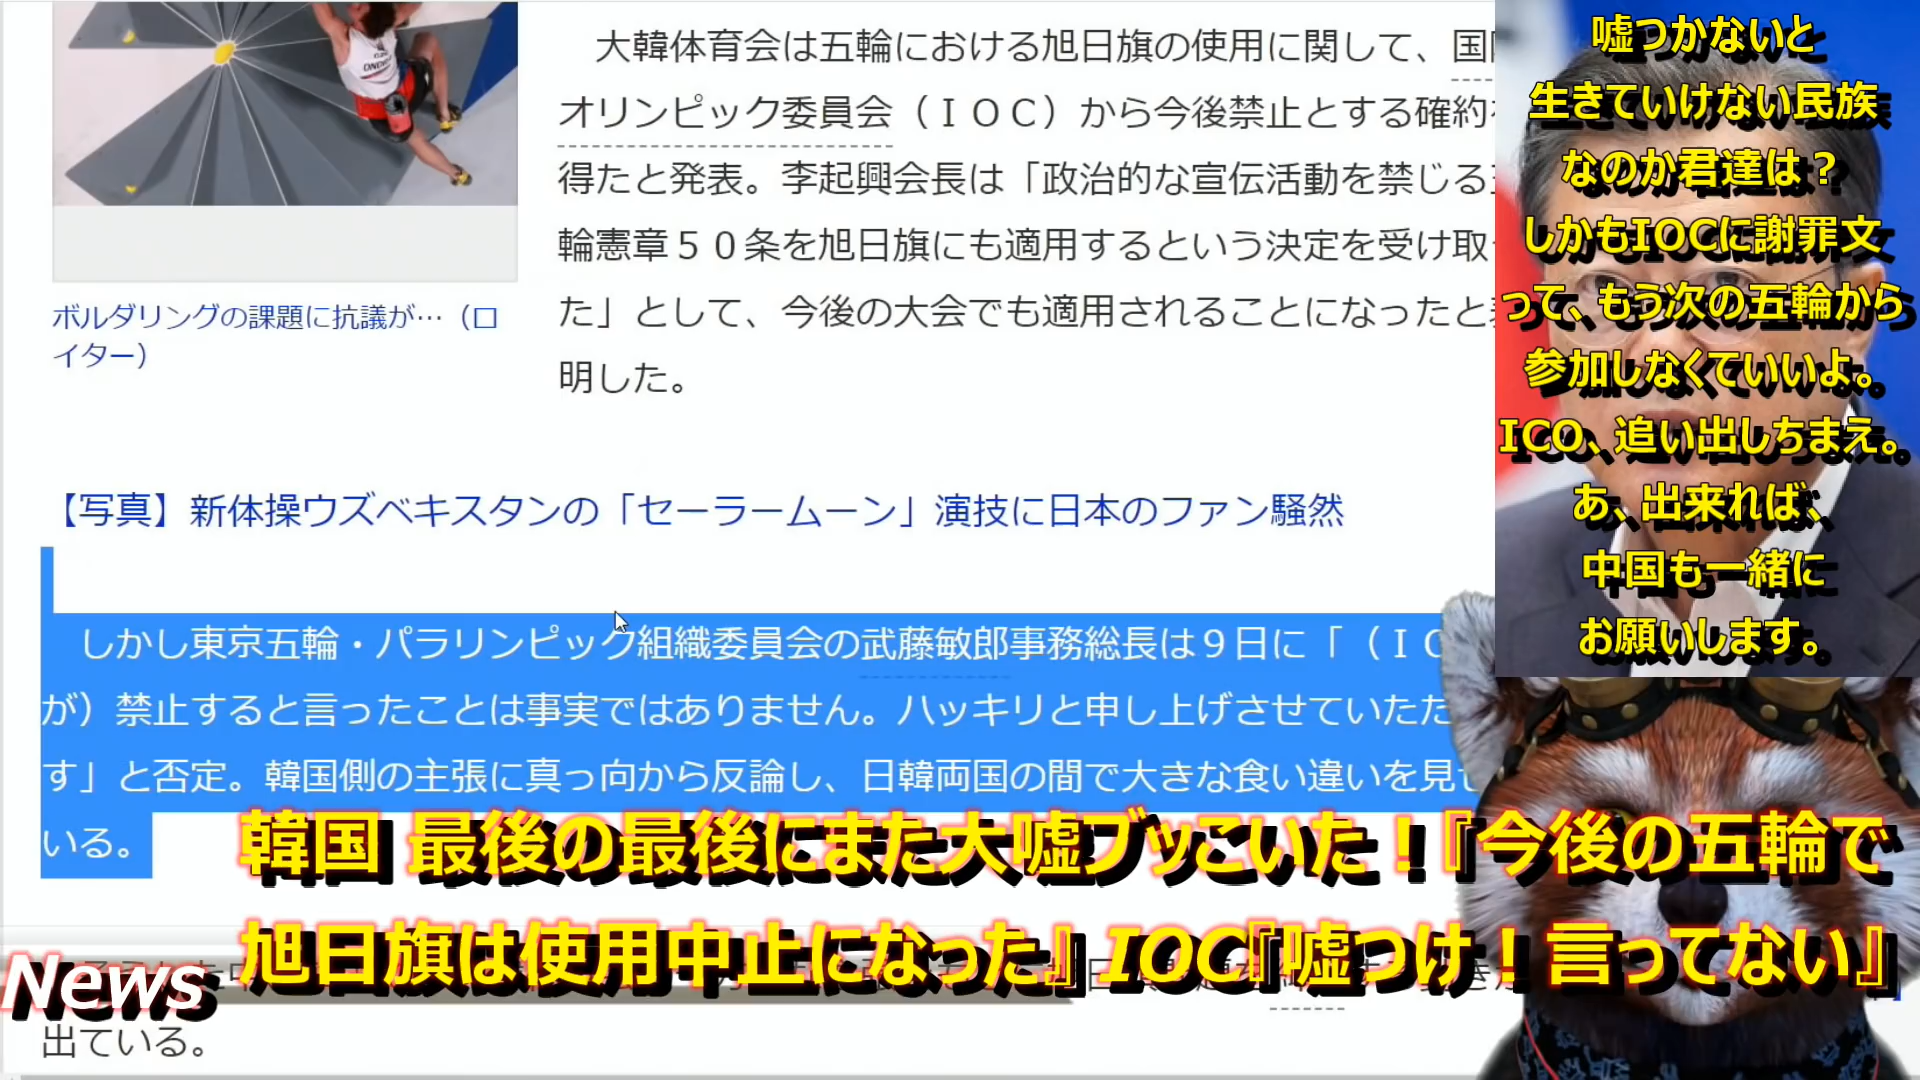 大韓体育会は五輪における旭日旗の使用に関して、国
オリンピック委員会（ＩＯＣ）から今後禁止とする確約
得たと発表。李起興会長は「政治的な宣伝活動を禁じる
輪憲章５０条を旭日旗にも適用するという決定を受け取
た」として、今後の大会でも適用されることになったと
明した。
ボルダリングの課題に抗議が…（ロ
イター）
【写真】新体操ウズベキスタンの「セーラームーン」演技に日本のファン騒然
しかし東京五輪・パラリンピック組織委員会の武藤敏郎事務総長は９日に「（ＩＣ
が）禁止すると言ったことは事実ではありません。ハッキリと申し上げさせていただ
す」と否定。韓国側の主張に真っ向から反論し、日韓両国の間で大きな食い違いを見せ
いる。
出ている。
嘘つかないと
生きていけない民族
なのか君達は？
しかもIOCに謝罪文
って、もう次の五輪から
参加しなくていいよ。
ICO、追い出しちまえ。
あ、出来れば、
中国も一緒に
お願いします。
韓国 最後の最後にまた大嘘ブッこいた！『今後の五輪で
旭日旗は使用中止になった』IOC『嘘つけ！言ってない』
News